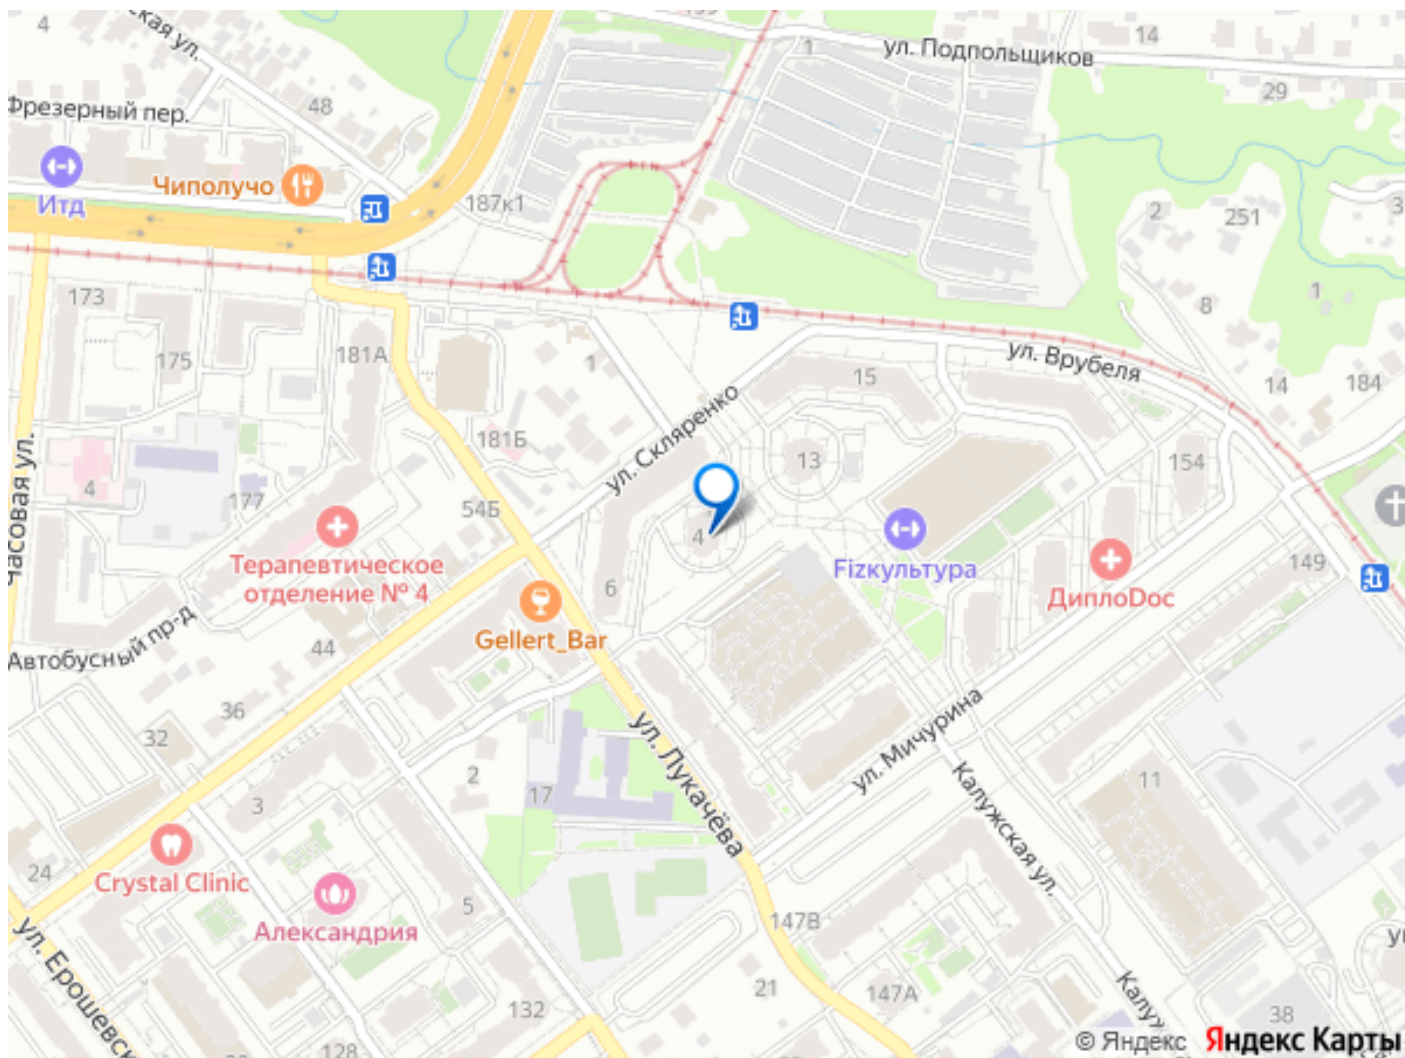 4
ская ул.
159
1
ул. Подпольщиков
14
29
Фрезерный пер.
48
Итд
Чиполучо
187к1
2
251
3
1
8
173
175
181А
1
ул. Врубеля
15
14
184
ул. Скляренко
181Б
13
154
Часовая ул.
4
177
54Б
4
Терапевтическое
отделение № 4
Fizкультура
ДиплоDoc
149
6
Gellert_Bar
Автобусный пр-д
44
36
32
ул. Лукачёва
ул. Мичурина
2
17
11
3
Калужская ул.
24
Crystal Clinic
5
Александрия
147В
ул. Ерошевс
21
147А
132
128
38
© Яндекс
Яндекс Карты